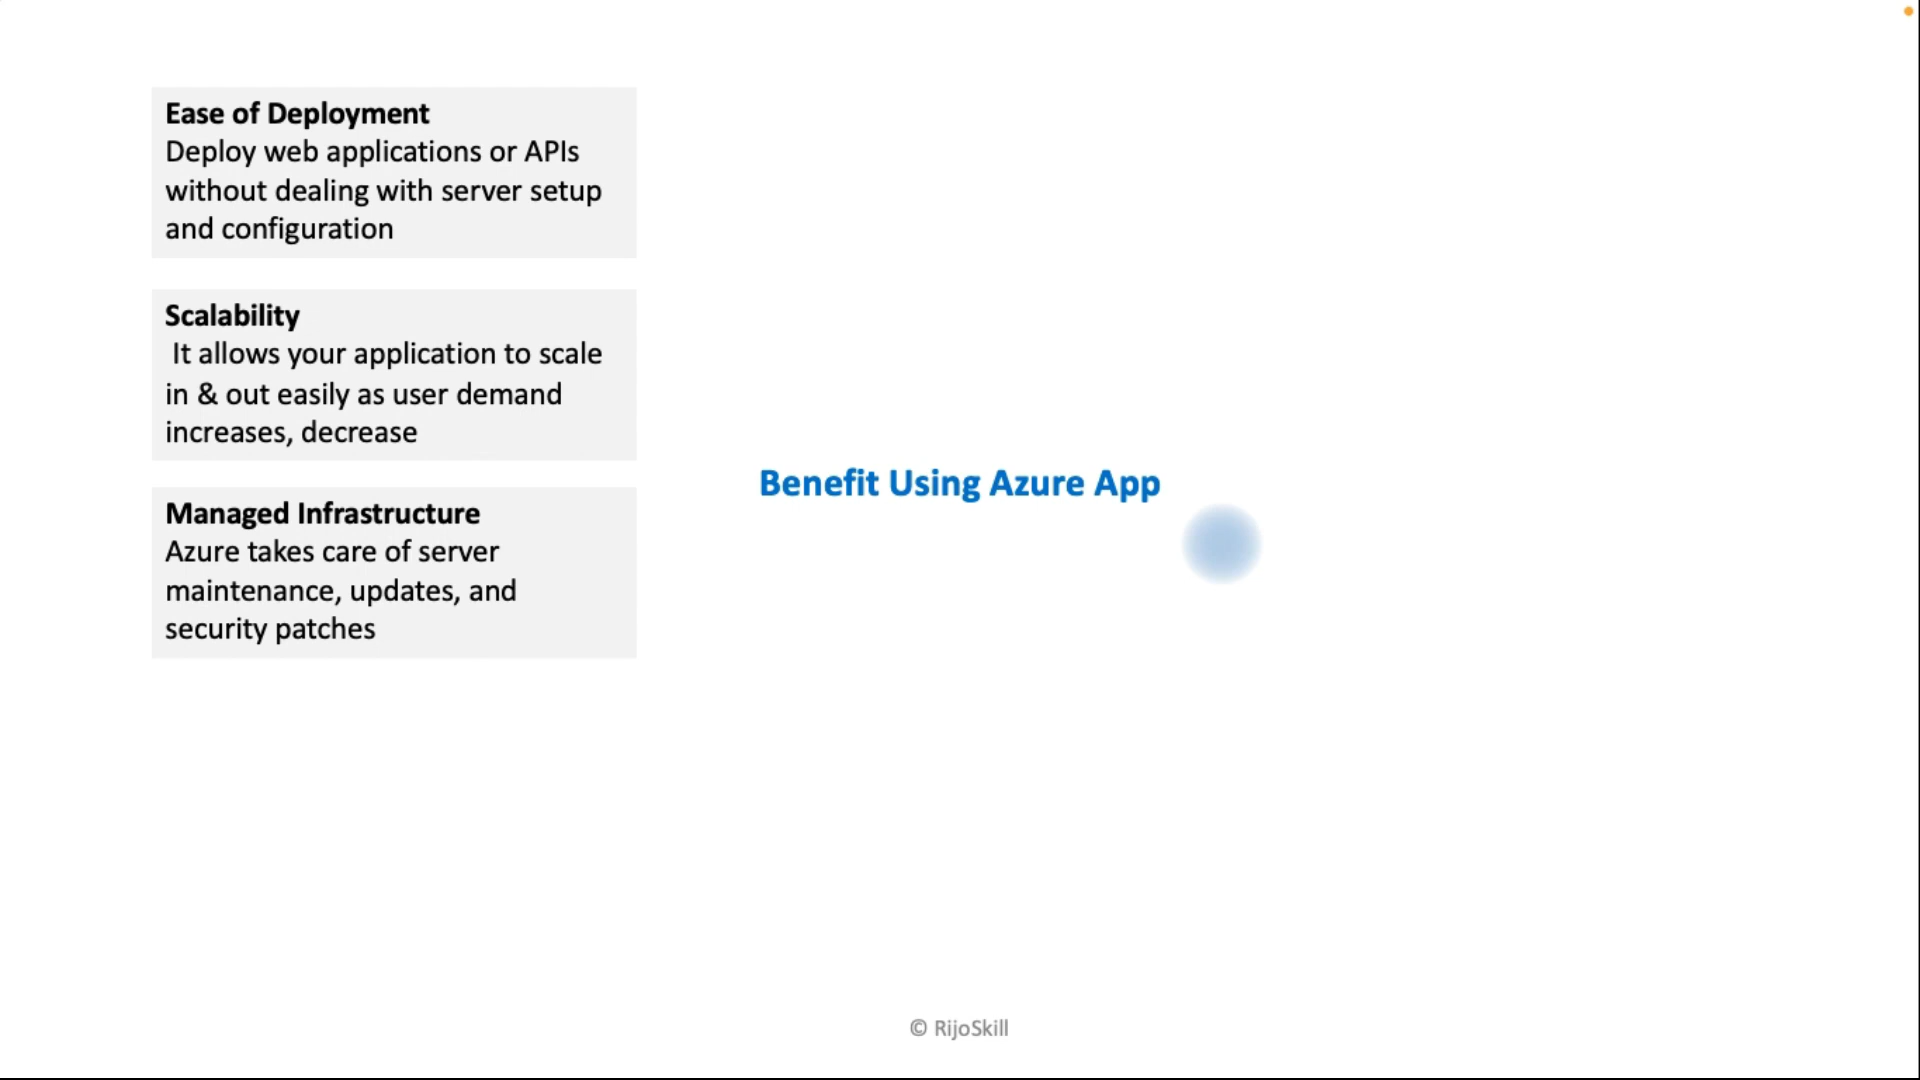 Ease of Deployment
Deploy web applications or APIs
without dealing with server setup
and configuration
Scalability
It allows your application to scale
in & out easily as user demand
increases, decrease
Managed Infrastructure
Azure takes care of server
maintenance, updates, and
security patches
Benefit Using Azure App
© RijoSkill